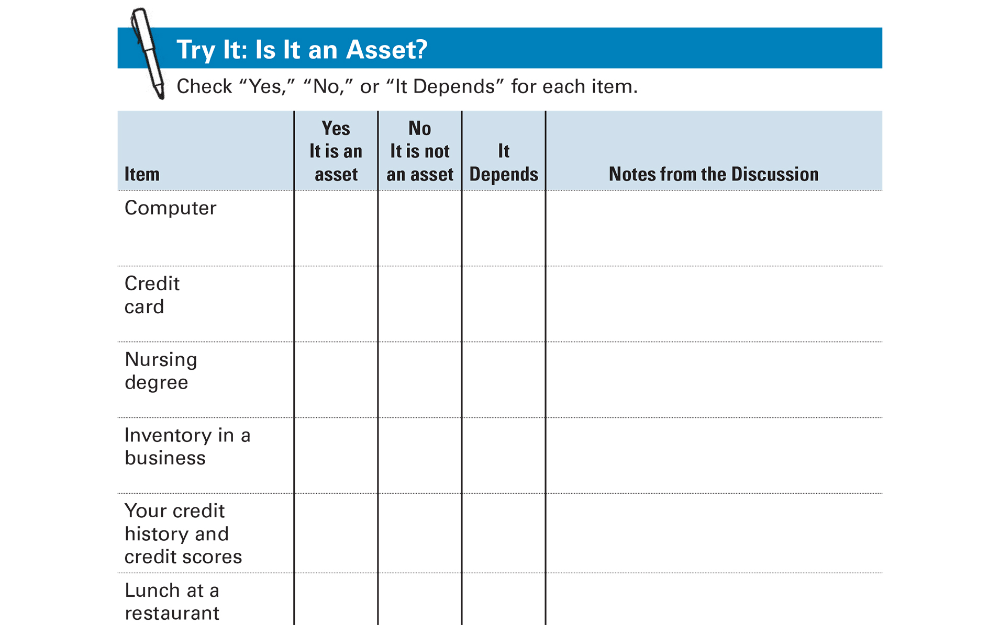 Try It: Is It an Asset?
Check “Yes,” “No,” or “It Depends” for each item.
Item
Yes
It is an
asset
No
It is not
an asset
It
Depends
Notes from the Discussion
Computer
Credit
card
Nursing
degree
Inventory in a
business
Your credit
history and
credit scores
Lunch at a
restaurant